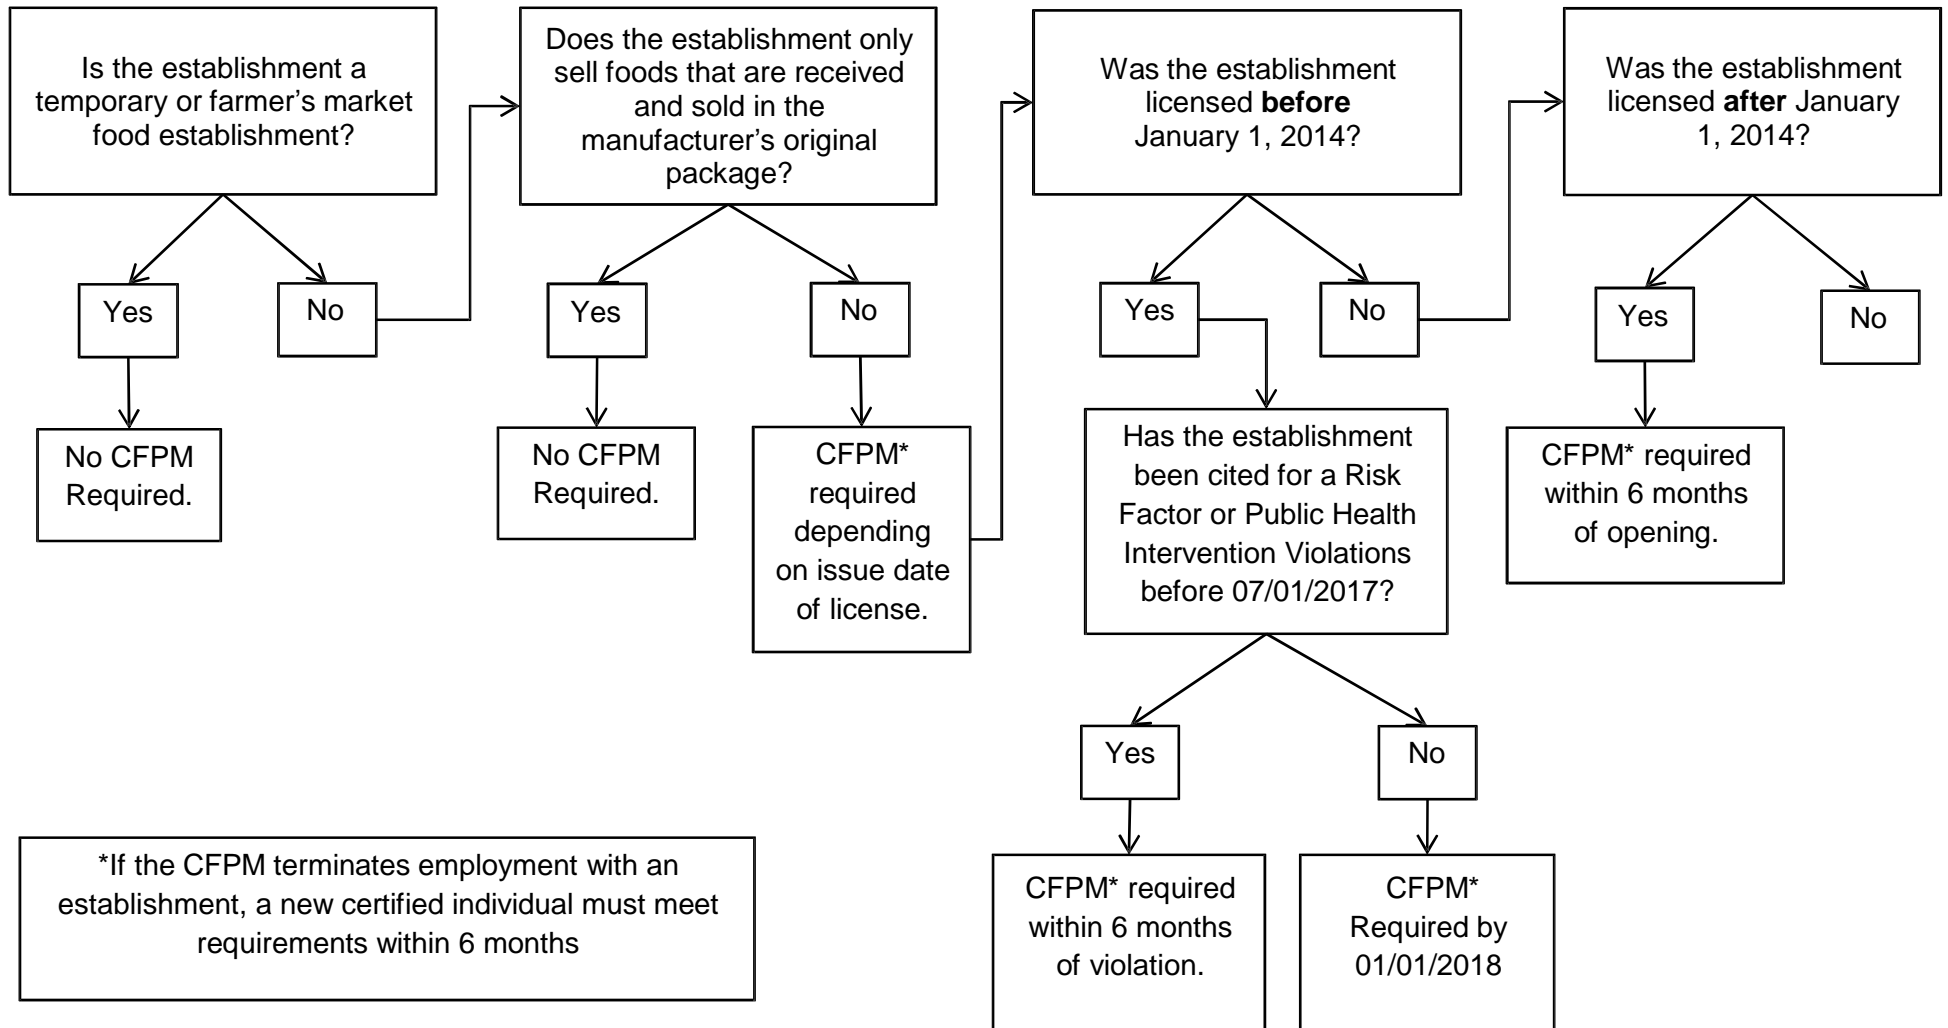 Is the establishment a
temporary or farmer’s market
food establishment?
Yes
No
No CFPM
Required.
Does the establishment only
sell foods that are received
and sold in the
manufacturer’s original
package?
Yes
No
No CFPM
Required.
CFPM*
required
depending
on issue date
of license.
Was the establishment
licensed before
January 1, 2014?
Yes
No
Has the establishment
been cited for a Risk
Factor or Public Health
Intervention Violations
before 07/01/2017?
Yes
No
CFPM* required
within 6 months
of violation.
CFPM*
Required by
01/01/2018
Was the establishment
licensed after January
1, 2014?
Yes
No
CFPM* required
within 6 months
of opening.
*If the CFPM terminates employment with an
establishment, a new certified individual must meet
requirements within 6 months